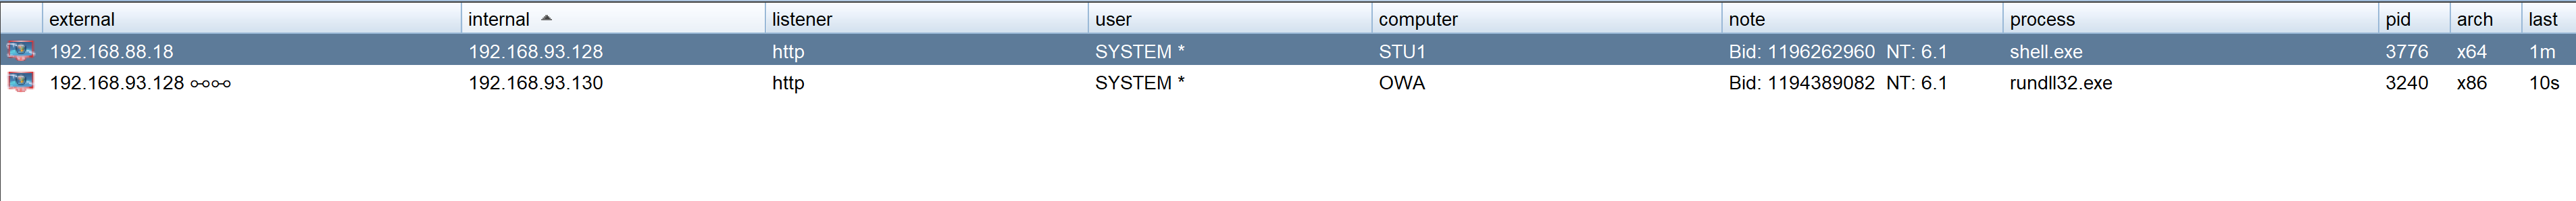 external internal listener user computer note process pid arch last
192.168.88.18 192.168.93.128 http SYSTEM * STU1 Bid: 1196262960 NT: 6.1 shell.exe 3776 x64 1m
192.168.93.128 192.168.93.130 http SYSTEM * OWA Bid: 1194389082 NT: 6.1 rundll32.exe 3240 x86 10s